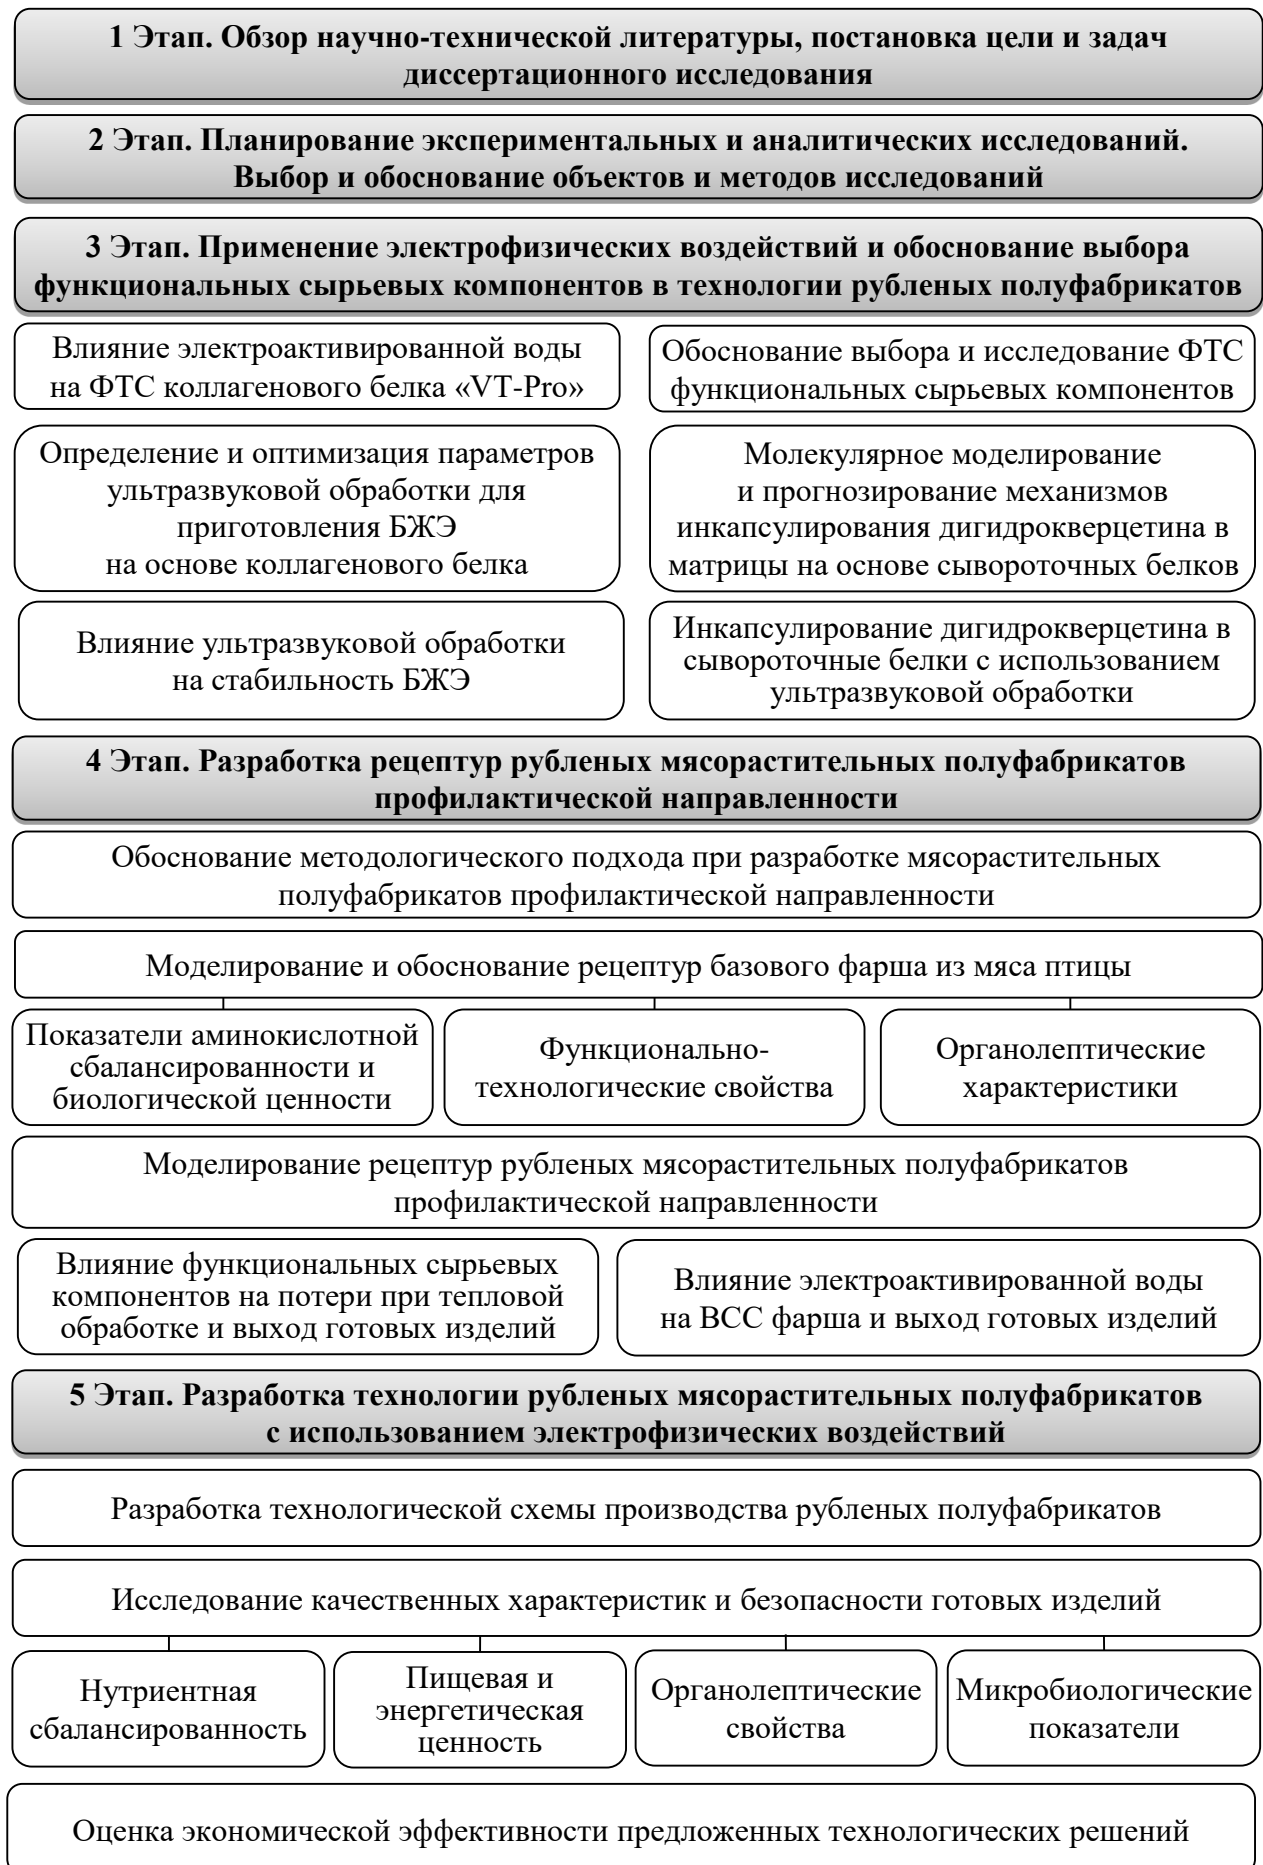 1 Этап. Обзор научно-технической литературы, постановка цели и задач
диссертационного исследования
2 Этап. Планирование экспериментальных и аналитических исследований.
Выбор и обоснование объектов и методов исследований
3 Этап. Применение электрофизических воздействий и обоснование выбора
функциональных сырьевых компонентов в технологии рубленых полуфабрикатов
Влияние электроактивированной воды
на ФТС коллагенового белка «VT-Pro»
Обоснование выбора и исследование ФТС
функциональных сырьевых компонентов
Определение и оптимизация параметров
ультразвуковой обработки для
приготовления БЖЭ
на основе коллагенового белка
Молекулярное моделирование
и прогнозирование механизмов
инкапсулирования дигидрокверцетина в
матрицы на основе сывороточных белков
Влияние ультразвуковой обработки
на стабильность БЖЭ
Инкапсулирование дигидрокверцетина в
сывороточные белки с использованием
ультразвуковой обработки
4 Этап. Разработка рецептур рубленых мясорастительных полуфабрикатов
профилактической направленности
Обоснование методологического подхода при разработке мясорастительных
полуфабрикатов профилактической направленности
Моделирование и обоснование рецептур базового фарша из мяса птицы
Показатели аминокислотной
сбалансированности и
биологической ценности
Функционально-
технологические свойства
Органолептические
характеристики
Моделирование рецептур рубленых мясорастительных полуфабрикатов
профилактической направленности
Влияние функциональных сырьевых
компонентов на потери при тепловой
обработке и выход готовых изделий
Влияние электроактивированной воды
на ВСС фарша и выход готовых изделий
5 Этап. Разработка технологии рубленых мясорастительных полуфабрикатов
с использованием электрофизических воздействий
Разработка технологической схемы производства рубленых полуфабрикатов
Исследование качественных характеристик и безопасности готовых изделий
Нутриентная
сбалансированность
Пищевая и
энергетическая
ценность
Органолептические
свойства
Микробиологические
показатели
Оценка экономической эффективности предложенных технологических решений